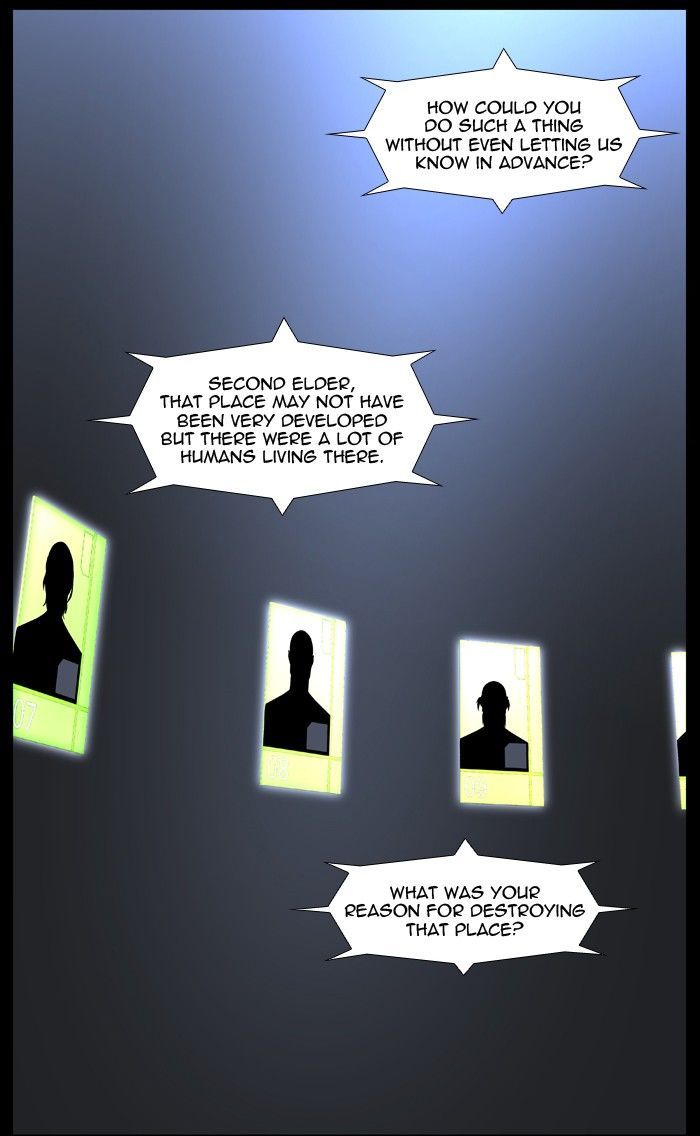 HOW COULD YOU
DO SUCH A THING
WITHOUT EVEN LETTING US
KNOW IN ADVANCE?
SECOND ELDER,
THAT PLACE MAY NOT HAVE
BEEN VERY DEVELOPED
BUT THERE WERE A LOT OF
HUMANS LIVING THERE.
07
08
09
WHAT WAS YOUR
REASON FOR DESTROYING
THAT PLACE?